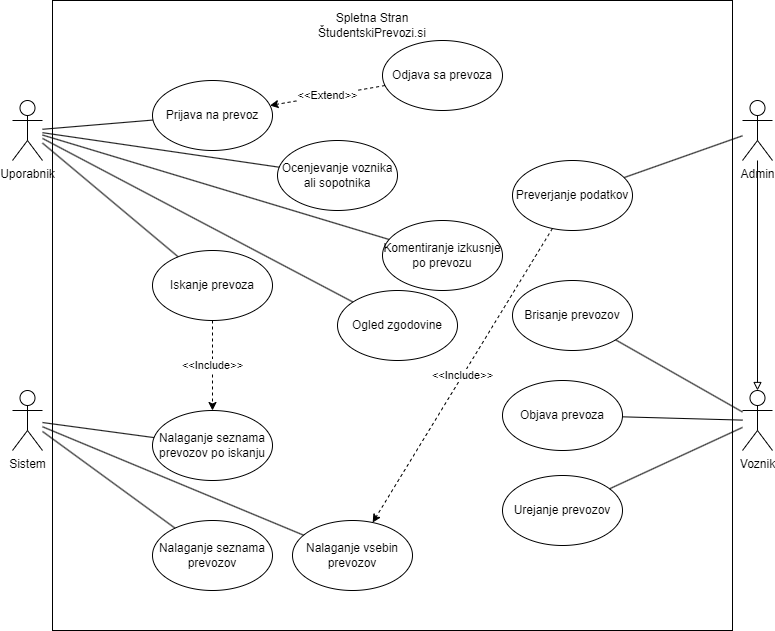 Spletna Stran
ŠtudentskiPrevozi.si
Odjava sa prevoza
<<Extend>>
Prijava na prevoz
Uporabnik
Admin
Ocenjevanje voznika
ali sopotnika
Preverjanje podatkov
Komentiranje izkusnje
po prevozu
Iskanje prevoza
Ogled zgodovine
Brisanje prevozov
<<Include>>
<<Include>>
Objava prevoza
Nalaganje seznama
prevozov po iskanju
Sistem
Voznik
Urejanje prevozov
Nalaganje seznama
prevozov
Nalaganje vsebin
prevozov